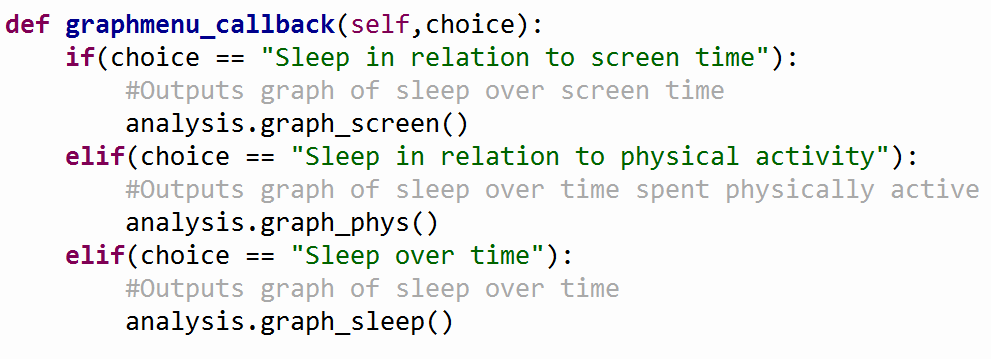 def graphmenu_callback(self,choice):
    if(choice == "Sleep in relation to screen time"):
        #Outputs graph of sleep over screen time
        analysis.graph_screen()
    elif(choice == "Sleep in relation to physical activity"):
        #Outputs graph of sleep over time spent physically active
        analysis.graph_phys()
    elif(choice == "Sleep over time"):
        #Outputs graph of sleep over time
        analysis.graph_sleep()